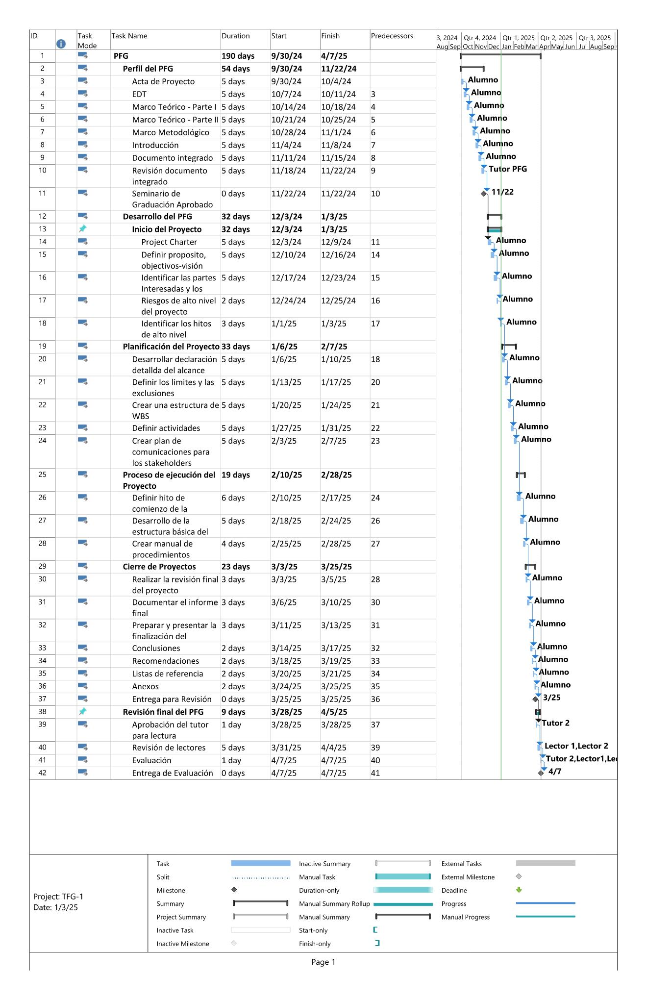 ID Task Mode Task Name Duration Start Finish Predecessors 3, 2024 Qtr 4, 2024 Qtr 1, 2025 Qtr 2, 2025 Qtr 3, 2025
Aug Sep Oct Nov Dec Jan Feb Mar Apr May Jun Jul Aug Sep
1 PFG 190 days 9/30/24 4/7/25
2 Perfil del PFG 54 days 9/30/24 11/22/24
3 Acta de Proyecto 5 days 9/30/24 10/4/24 Alumno
4 EDT 5 days 10/7/24 10/11/24 3 Alumno
5 Marco Teórico - Parte I 5 days 10/14/24 10/18/24 4 Alumno
6 Marco Teórico - Parte II 5 days 10/21/24 10/25/24 5 Alumno
7 Marco Metodológico 5 days 10/28/24 11/1/24 6 Alumno
8 Introducción 5 days 11/4/24 11/8/24 7 Alumno
9 Documento integrado 5 days 11/11/24 11/15/24 8 Alumno
10 Revisión documento 5 days 11/18/24 11/22/24 9 Tutor PFG
integrado
11 Seminario de 0 days 11/22/24 11/22/24 10 11/22
Graduación Aprobado
12 Desarrollo del PFG 32 days 12/3/24 1/3/25
13 Inicio del Proyecto 32 days 12/3/24 1/3/25
14 Project Charter 5 days 12/3/24 12/9/24 11 Alumno
15 Definir proposito, 5 days 12/10/24 12/16/24 14 Alumno
objectivos-visión
16 Identificar las partes 5 days 12/17/24 12/23/24 15 Alumno
Interesadas y los
17 Riesgos de alto nivel 2 days 12/24/24 12/25/24 16 Alumno
del proyecto
18 Identificar los hitos 3 days 1/1/25 1/3/25 17 Alumno
de alto nivel
19 Planificación del Proyecto 33 days 1/6/25 2/7/25
20 Desarrollar declaración 5 days 1/6/25 1/10/25 18 Alumno
detallda del alcance
21 Definir los limites y las 5 days 1/13/25 1/17/25 20 Alumno
exclusiones
22 Crear una estructura de 5 days 1/20/25 1/24/25 21 Alumno
WBS
23 Definir actividades 5 days 1/27/25 1/31/25 22 Alumno
24 Crear plan de 5 days 2/3/25 2/7/25 23 Alumno
comunicaciones para
los stakeholders
25 Proceso de ejecución del 19 days 2/10/25 2/28/25
Proyecto
26 Definir hito de 6 days 2/10/25 2/17/25 24 Alumno
comienzo de la
27 Desarrollo de la 5 days 2/18/25 2/24/25 26 Alumno
estructura básica del
28 Crear manual de 4 days 2/25/25 2/28/25 27 Alumno
procedimientos
29 Cierre de Proyectos 23 days 3/3/25 3/25/25
30 Realizar la revisión final 3 days 3/3/25 3/5/25 28 Alumno
del proyecto
31 Documentar el informe 3 days 3/6/25 3/10/25 30 Alumno
final
32 Preparar y presentar la 3 days 3/11/25 3/13/25 31 Alumno
finalización del
33 Conclusiones 2 days 3/14/25 3/17/25 32 Alumno
34 Recomendaciones 2 days 3/18/25 3/19/25 33 Alumno
35 Listas de referencia 2 days 3/20/25 3/21/25 34 Alumno
36 Anexos 2 days 3/24/25 3/25/25 35 Alumno
37 Entrega para Revisión 0 days 3/25/25 3/25/25 36 3/25
38 Revisión final del PFG 9 days 3/28/25 4/5/25
39 Aprobación del tutor 1 day 3/28/25 3/28/25 37 Tutor 2
para lectura
40 Revisión de lectores 5 days 3/31/25 4/4/25 39 Lector 1,Lector 2
41 Evaluación 1 day 4/7/25 4/7/25 40 Tutor 2,Lector1,Lec
42 Entrega de Evaluación 0 days 4/7/25 4/7/25 41 4/7
Project: TFG-1
Date: 1/3/25
Task Inactive Summary External Tasks
Split Manual Task External Milestone
Milestone Duration-only Deadline
Summary Manual Summary Rollup Progress
Project Summary Manual Summary Manual Progress
Inactive Task Start-only
Inactive Milestone Finish-only
Page 1